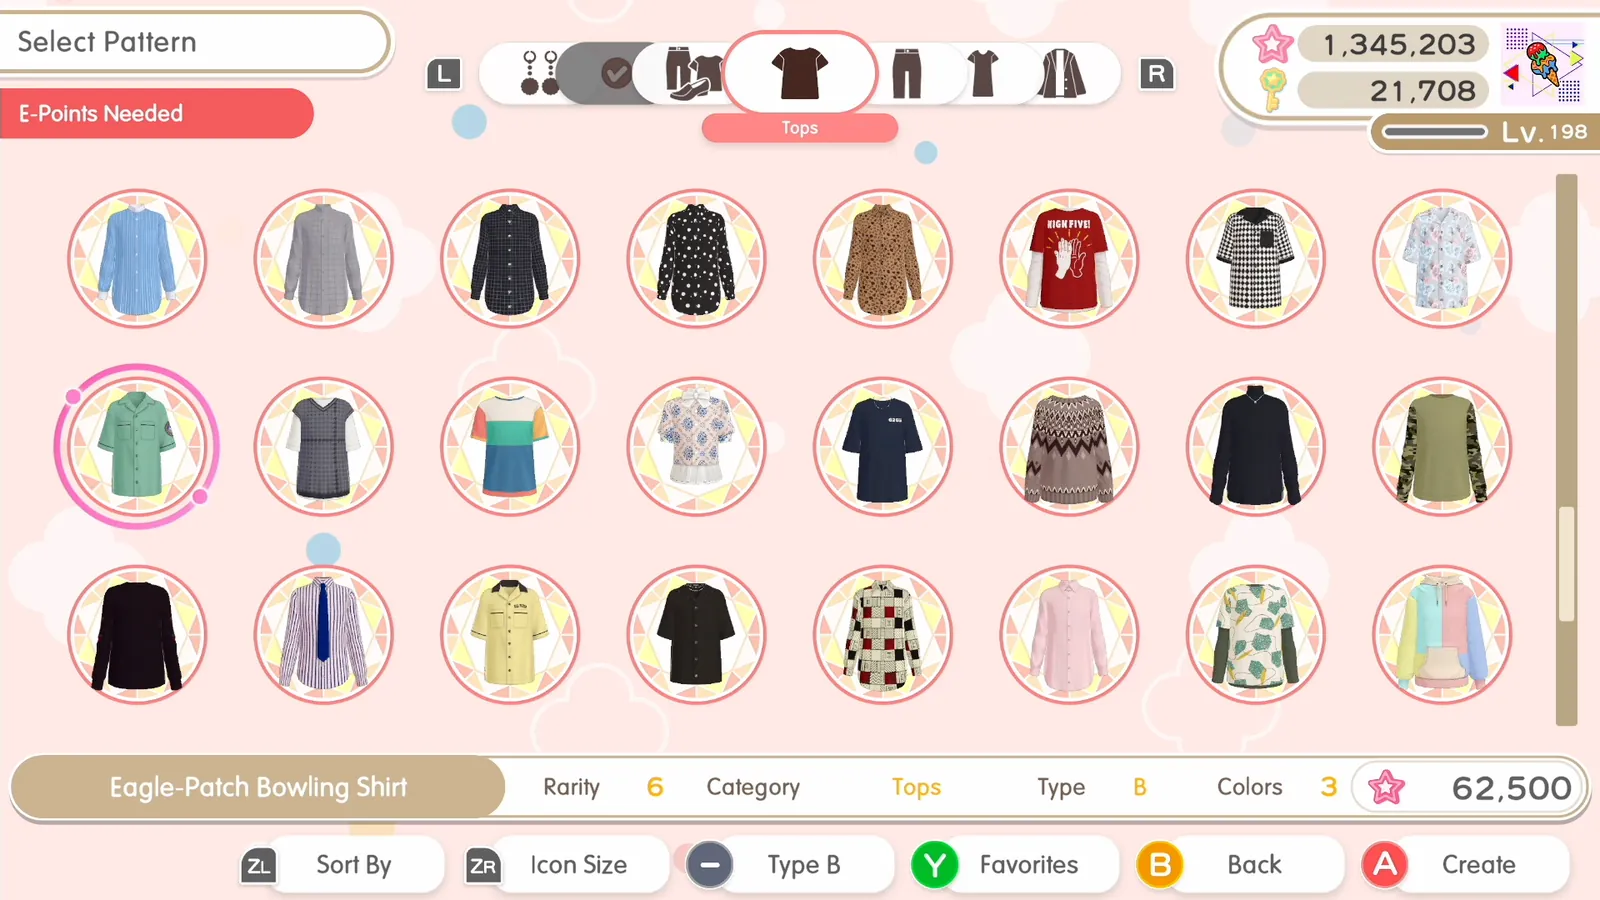 Select Pattern
E-Points Needed
L
R
Tops
1,345,203
21,708
Lv. 198
HIGH FIVE!
Eagle-Patch Bowling Shirt
Rarity 6 Category Tops Type B Colors 3 62,500
ZL Sort By ZR Icon Size − Type B Y Favorites B Back A Create